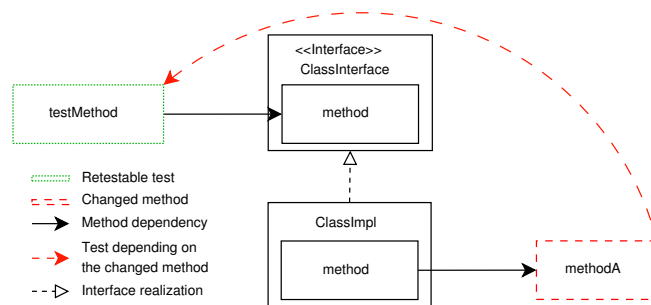 <<Interface>>
ClassInterface
testMethod
method
Retestable test
Changed method
Method dependency
Test depending on
the changed method
Interface realization
ClassImpl
method
methodA